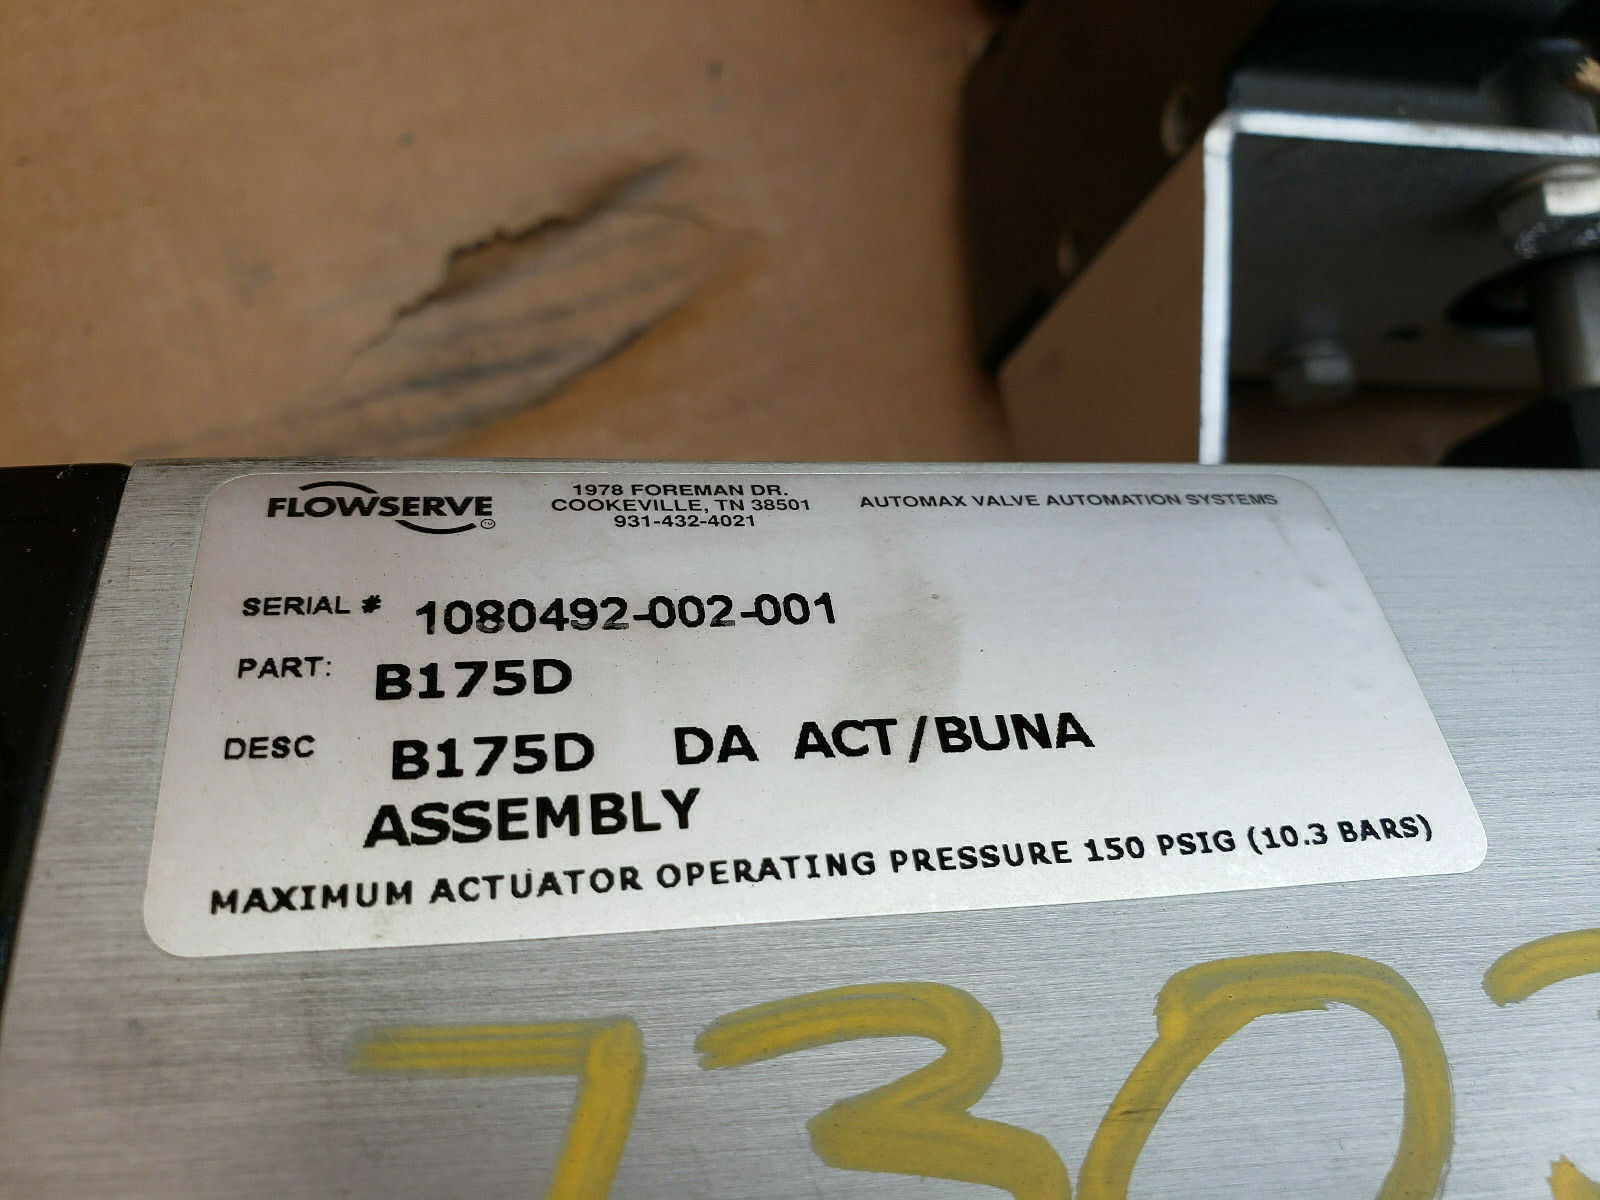 FLOWSERVE
1978 FOREMAN DR.
COOKEVILLE, TN 38501
931-432-4021
AUTOMAX VALVE AUTOMATION SYSTEMS
SERIAL # 1080492-002-001
PART: B175D
DESC B175D DA ACT/BUNA
ASSEMBLY
MAXIMUM ACTUATOR OPERATING PRESSURE 150 PSIG (10.3 BARS)
730